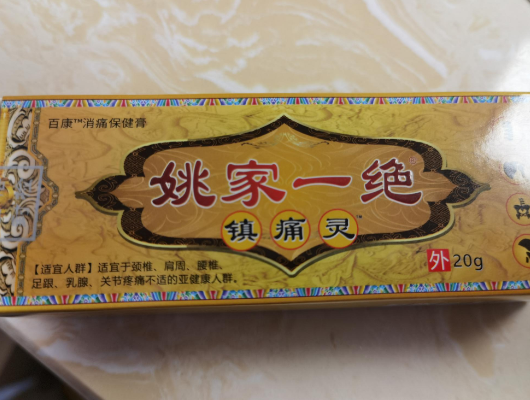 百康™消痛保健膏
姚家一绝
镇痛灵
【适宜人群】适宜于颈椎、肩周、腰椎、
足跟、乳腺、关节疼痛不适的亚健康人群。
外 20g